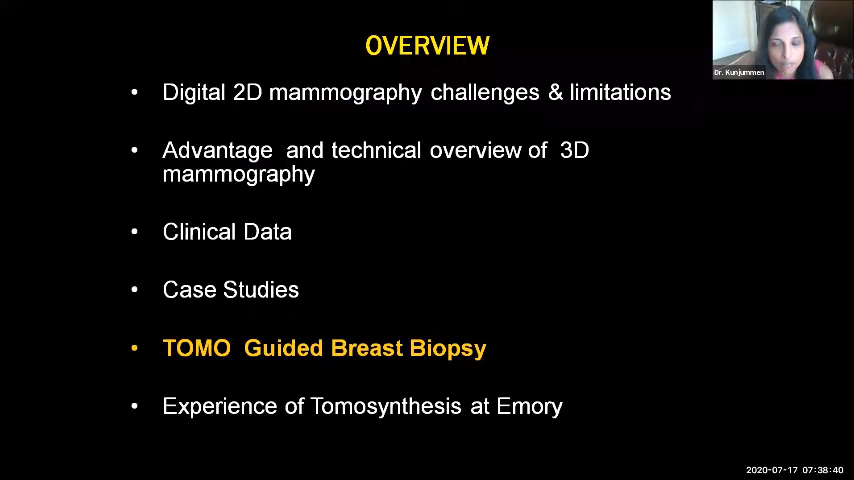 OVERVIEW
Dr. Kunjummen
• Digital 2D mammography challenges & limitations
• Advantage and technical overview of 3D
mammography
• Clinical Data
• Case Studies
• TOMO Guided Breast Biopsy
• Experience of Tomosynthesis at Emory
2020-07-17 07:38:40